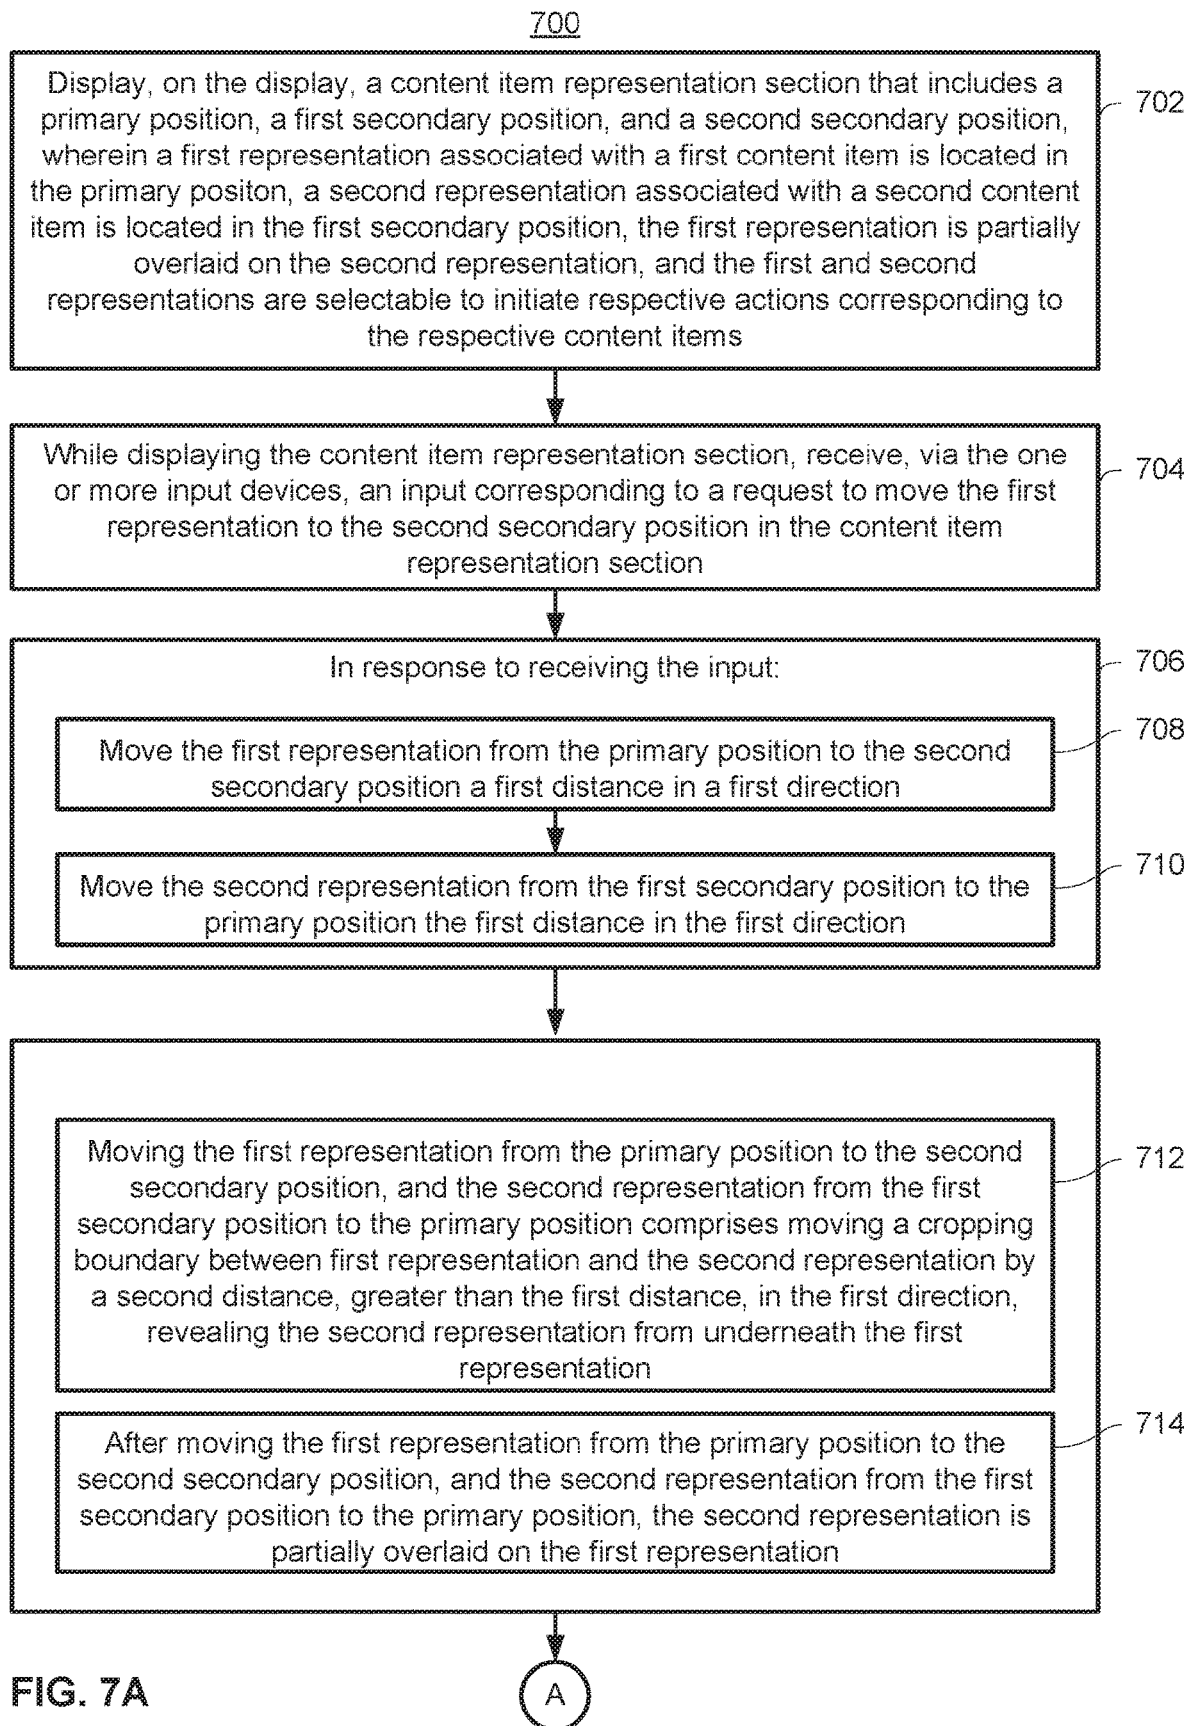 700
Display, on the display, a content item representation section that includes a
primary position, a first secondary position, and a second secondary position,
wherein a first representation associated with a first content item is located in
the primary positon, a second representation associated with a second content
item is located in the first secondary position, the first representation is partially
overlaid on the second representation, and the first and second
representations are selectable to initiate respective actions corresponding to
the respective content items
702
While displaying the content item representation section, receive, via the one
or more input devices, an input corresponding to a request to move the first
representation to the second secondary position in the content item
representation section
704
In response to receiving the input:
706
Move the first representation from the primary position to the second
secondary position a first distance in a first direction
708
Move the second representation from the first secondary position to the
primary position the first distance in the first direction
710
Moving the first representation from the primary position to the second
secondary position, and the second representation from the first
secondary position to the primary position comprises moving a cropping
boundary between first representation and the second representation by
a second distance, greater than the first distance, in the first direction,
revealing the second representation from underneath the first
representation
712
After moving the first representation from the primary position to the
second secondary position, and the second representation from the first
secondary position to the primary position, the second representation is
partially overlaid on the first representation
714
A
FIG. 7A